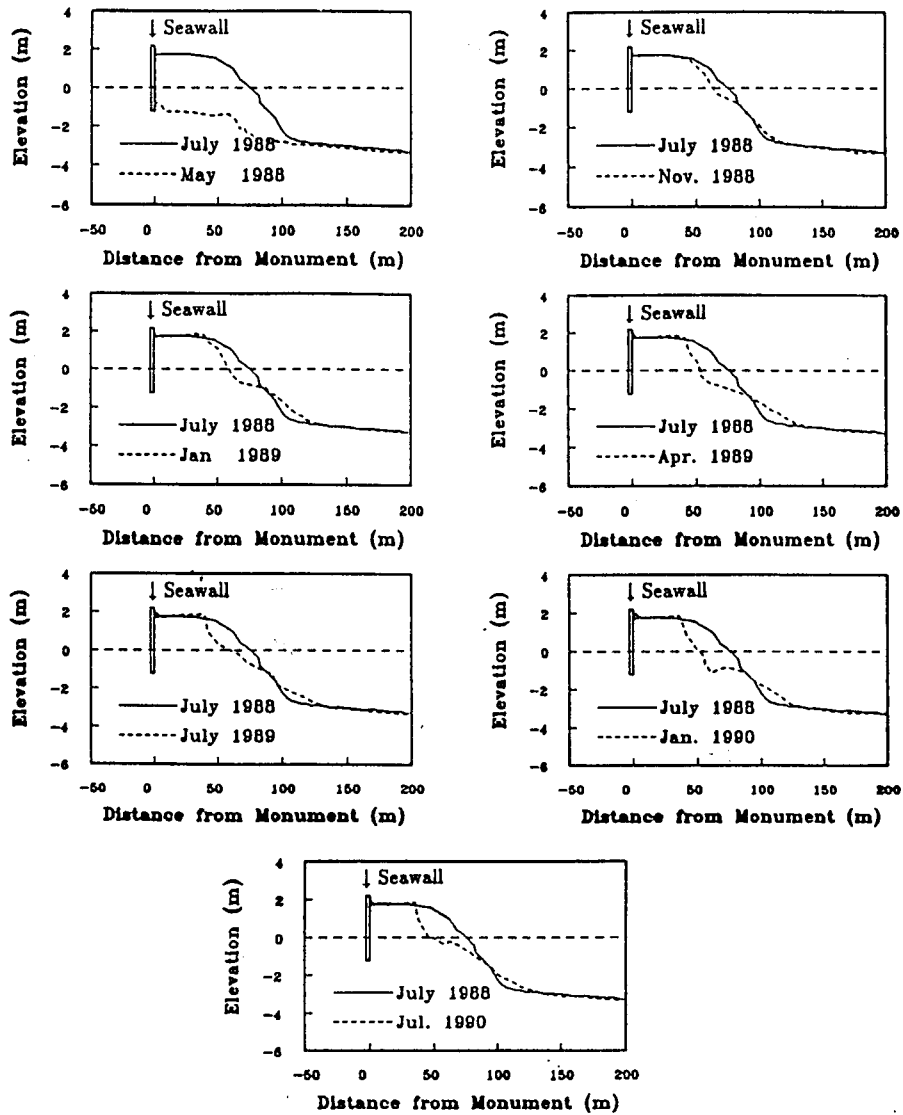 Elevation (m)
4
2
0
-2
-4
-6
↓ Seawall
July 1988
May 1988
-50 0 50 100 150 200
Distance from Monument (m)
Elevation (m)
4
2
0
-2
-4
-6
↓ Seawall
July 1988
Nov. 1988
-50 0 50 100 150 200
Distance from Monument (m)
Elevation (m)
4
2
0
-2
-4
-6
↓ Seawall
July 1988
Jan 1989
-50 0 50 100 150 200
Distance from Monument (m)
Elevation (m)
4
2
0
-2
-4
-6
↓ Seawall
July 1988
Apr. 1989
-50 0 50 100 150 200
Distance from Monument (m)
Elevation (m)
4
2
0
-2
-4
-6
↓ Seawall
July 1988
July 1989
-50 0 50 100 150 200
Distance from Monument (m)
Elevation (m)
4
2
0
-2
-4
-6
↓ Seawall
July 1988
Jan. 1990
-50 0 50 100 150 200
Distance from Monument (m)
Elevation (m)
4
2
0
-2
-4
-6
↓ Seawall
July 1988
Jul. 1990
-50 0 50 100 150 200
Distance from Monument (m)